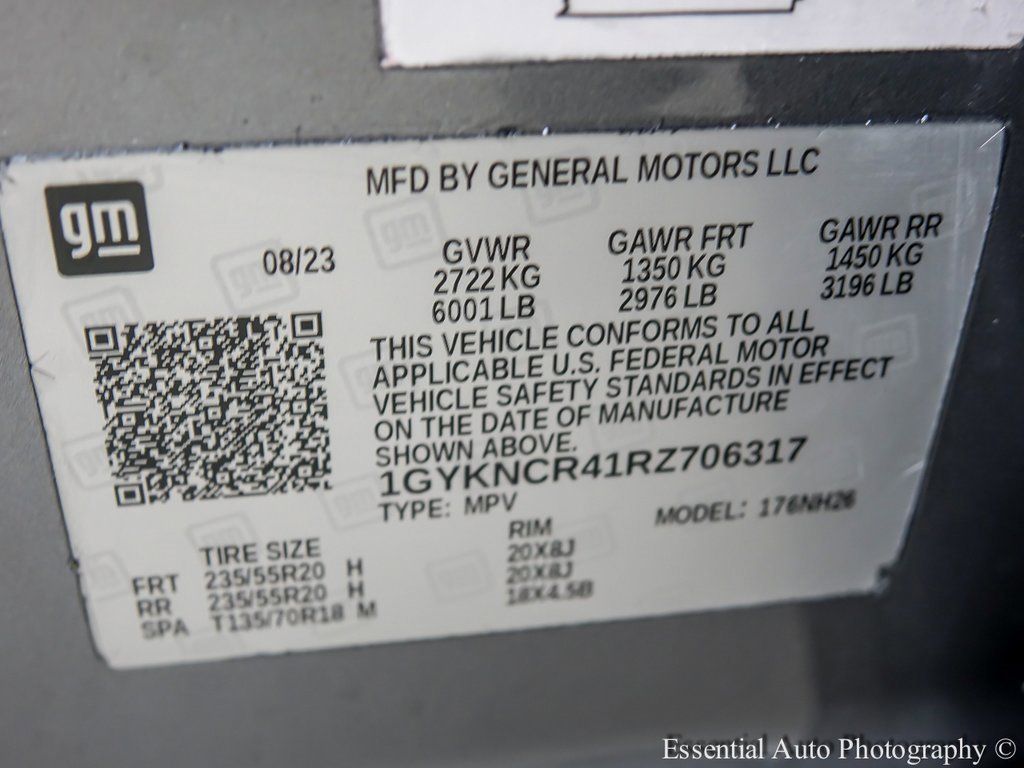 gm
MFD BY GENERAL MOTORS LLC
08/23
GVWR GAWR FRT GAWR RR
2722 KG 1350 KG 1450 KG
6001 LB 2976 LB 3196 LB
THIS VEHICLE CONFORMS TO ALL
APPLICABLE U.S. FEDERAL MOTOR
VEHICLE SAFETY STANDARDS IN EFFECT
ON THE DATE OF MANUFACTURE
SHOWN ABOVE.
1GYKNCR41RZ706317
TYPE: MPV MODEL: 176NH26
TIRE SIZE RIM
FRT 235/55R20 H 20X8J
RR 235/55R20 H 20X8J
SPA T135/70R18 M 18X4.5B
Essential Auto Photography ©